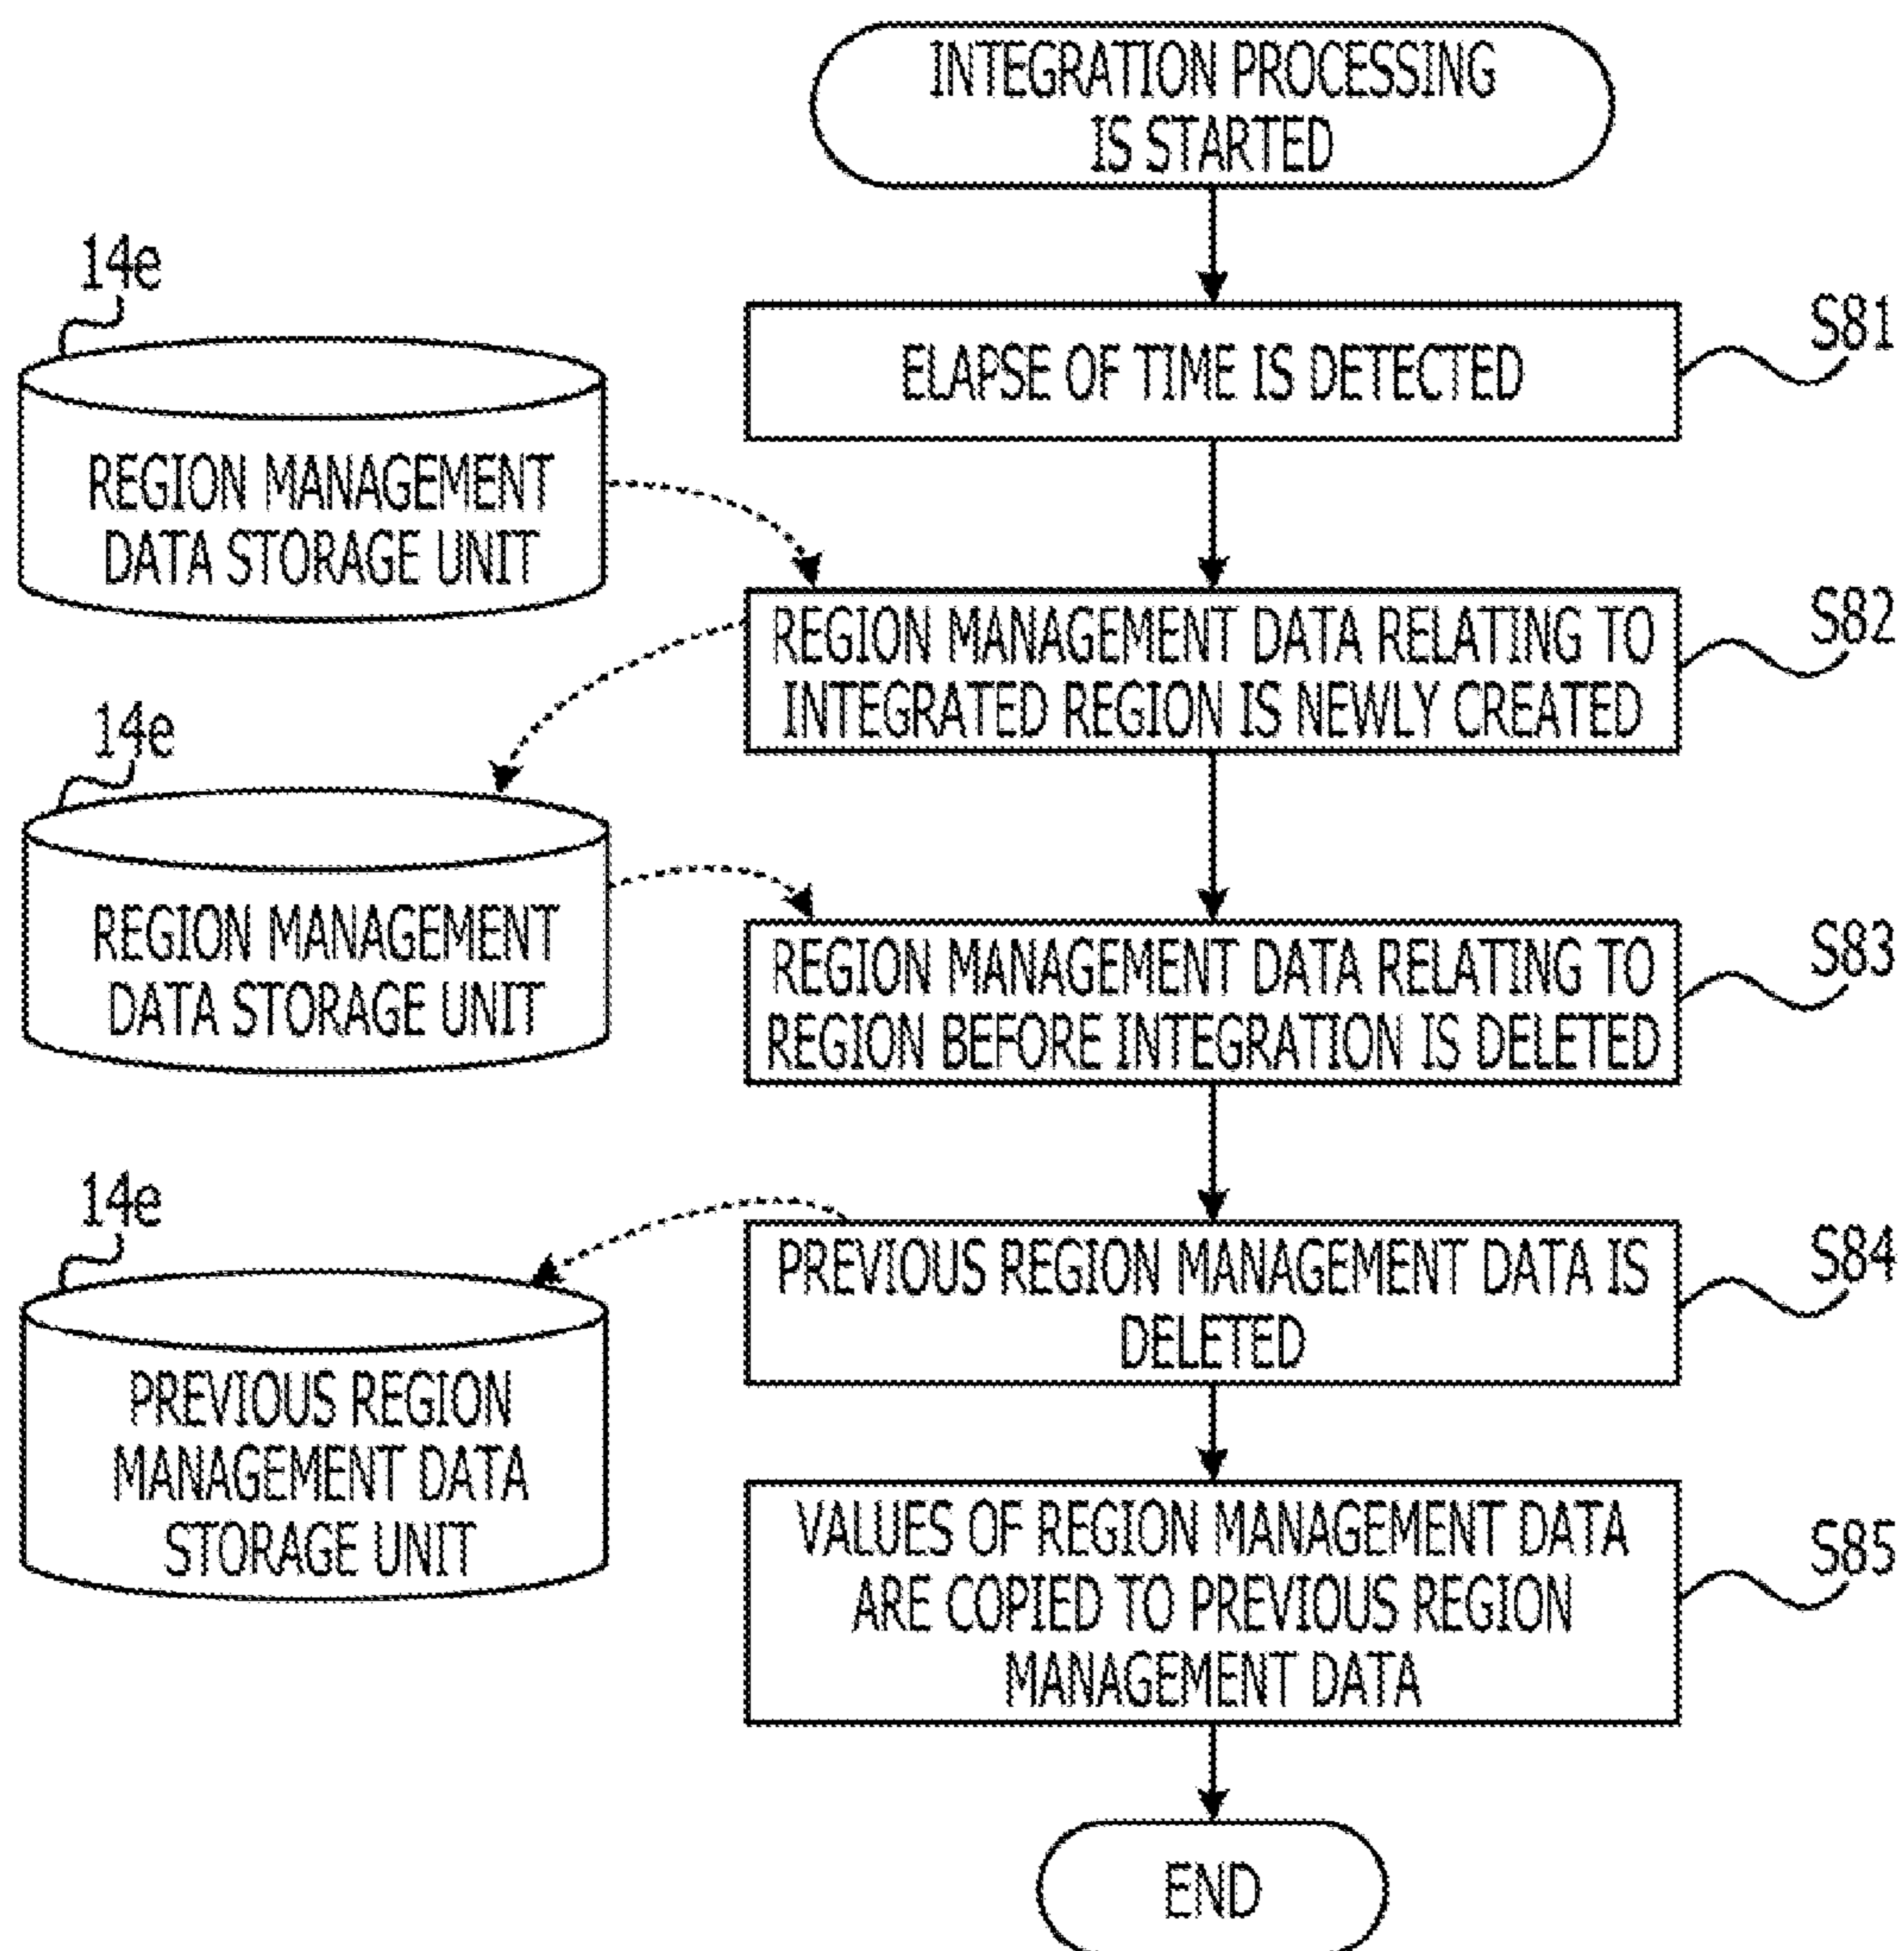 INTEGRATION PROCESSING
IS STARTED
14e
S81
ELAPSE OF TIME IS DETECTED
REGION MANAGEMENT
DATA STORAGE UNIT
S82
REGION MANAGEMENT DATA RELATING TO
INTEGRATED REGION IS NEWLY CREATED
14e
REGION MANAGEMENT
DATA STORAGE UNIT
S83
REGION MANAGEMENT DATA RELATING TO
REGION BEFORE INTEGRATION IS DELETED
14e
S84
PREVIOUS REGION MANAGEMENT DATA IS
DELETED
PREVIOUS REGION
MANAGEMENT DATA
STORAGE UNIT
S85
VALUES OF REGION MANAGEMENT DATA
ARE COPIED TO PREVIOUS REGION
MANAGEMENT DATA
END